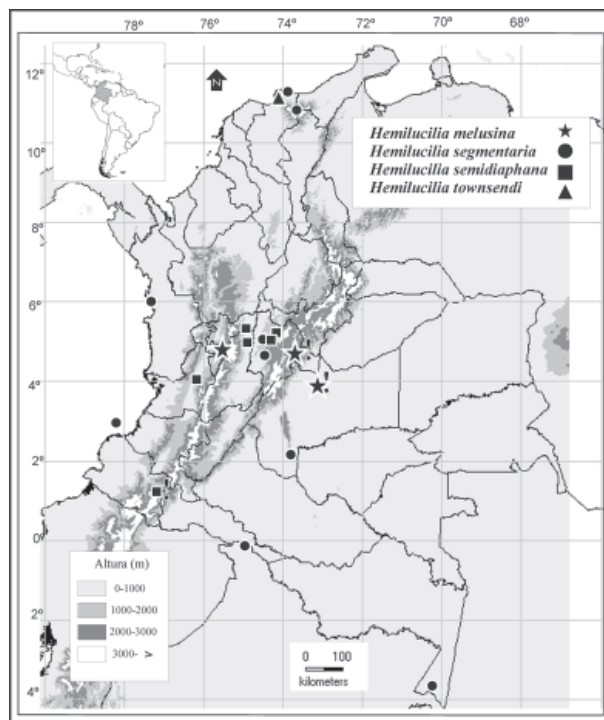 78° 76° 74° 72° 70° 68° 66°
12°
10°
8°
6°
4°
2°
0°
2°
4°
N
Hemilucilia melusina
Hemilucilia segmentaria
Hemilucilia semidiaphana
Hemilucilia townsendi
Altura (m)
0-1000
1000-2000
2000-3000
3000- >
0 100
kilometers